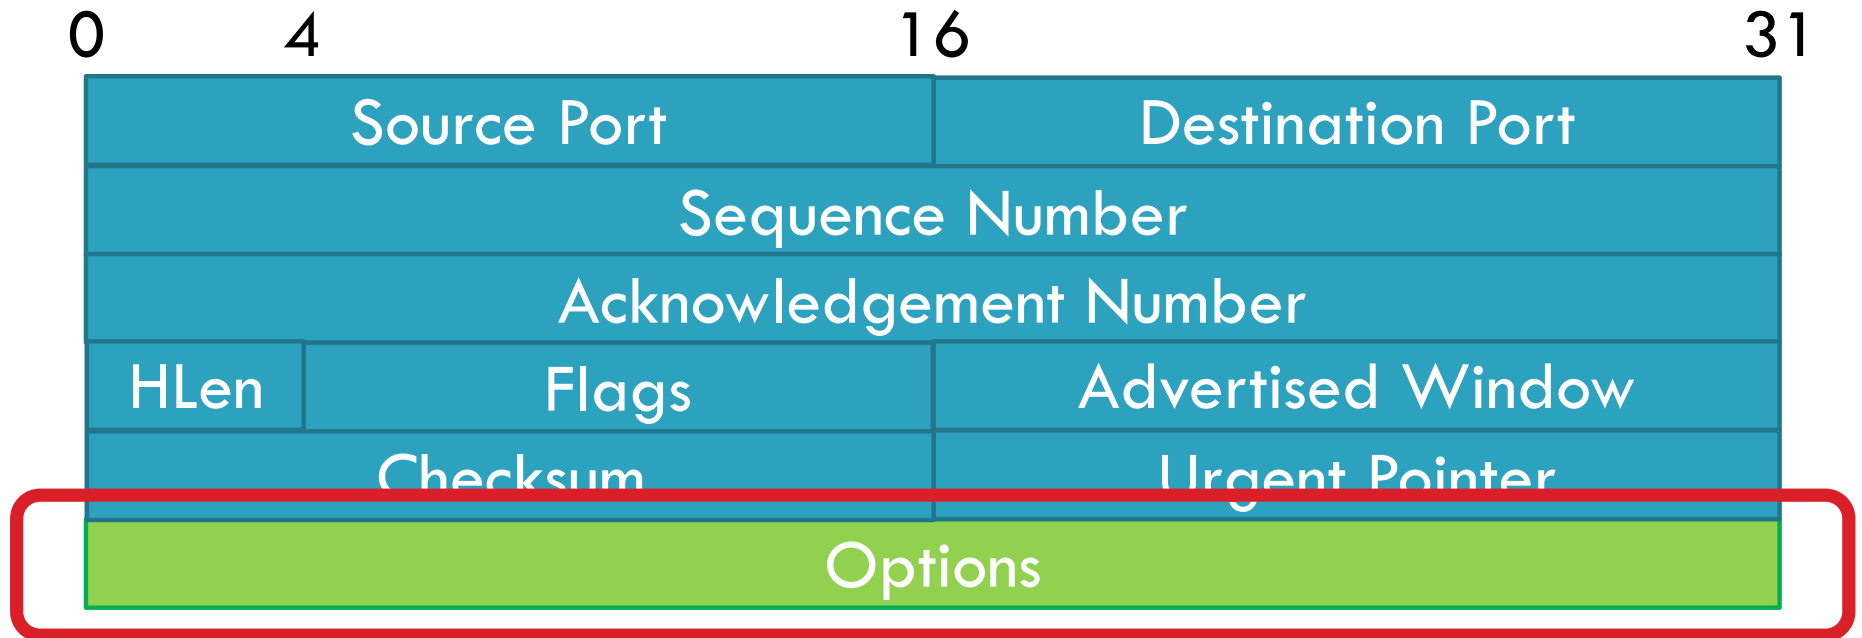 0 4 16 31
Source Port Destination Port
Sequence Number
Acknowledgement Number
HLen Flags Advertised Window
Checksum Urgent Pointer
Options